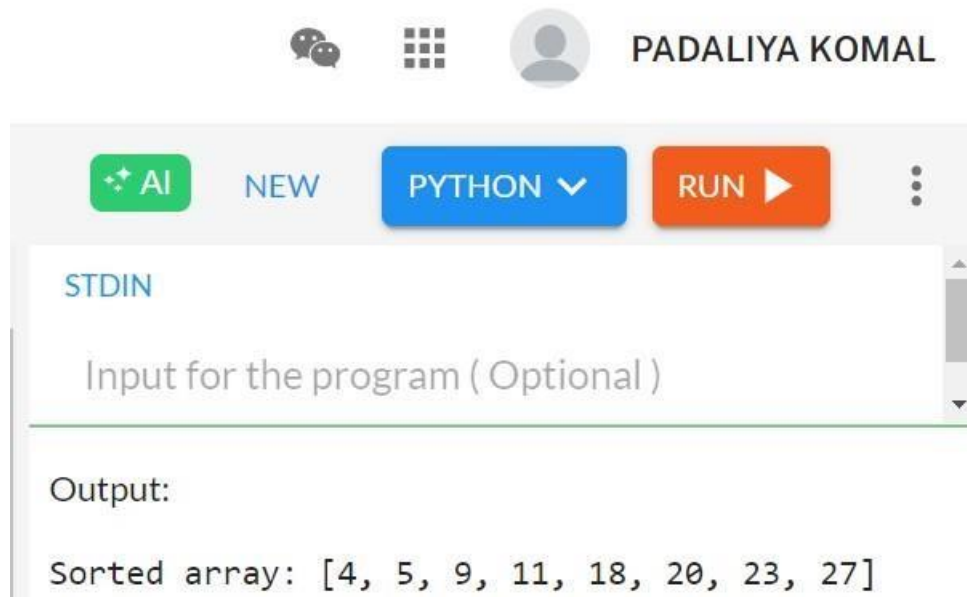 PADALIYA KOMAL
AI NEW PYTHON RUN
STDIN
Input for the program ( Optional )
Output:
Sorted array: [4, 5, 9, 11, 18, 20, 23, 27]